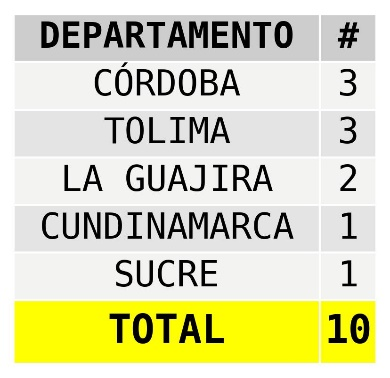 DEPARTAMENTO #
CÓRDOBA 3
TOLIMA 3
LA GUAJIRA 2
CUNDINAMARCA 1
SUCRE 1
TOTAL 10